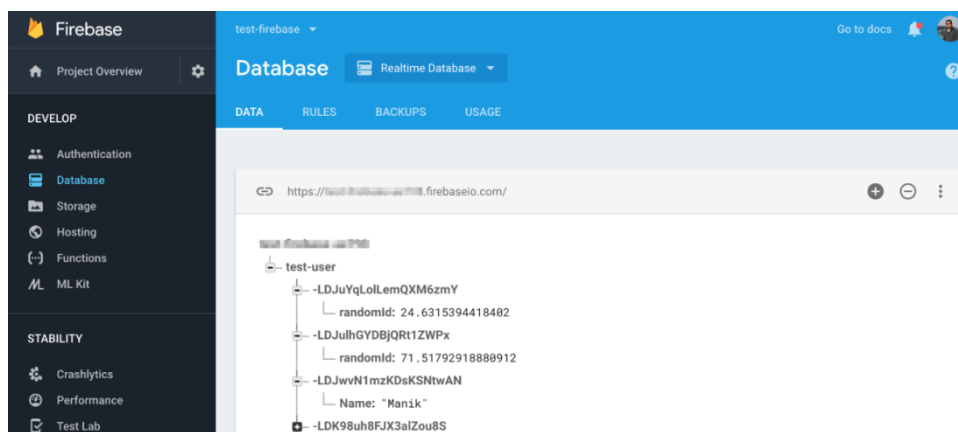 Firebase
test-firebase
Go to docs
Project Overview
Database
Realtime Database
DEVELOP
DATA RULES BACKUPS USAGE
Authentication
Database
Storage
Hosting
Functions
ML Kit
STABILITY
Crashlytics
Performance
Test Lab
https:// .firebaseio.com/
test-user
-LDJuYqLolLemQXM6zmY
randomId: 24.6315394418402
-LDJulhGYDBjQRt1ZWPx
randomId: 71.51792918880912
-LDJwvN1mzKDsKSNtwAN
Name: "Manik"
-LDK98uh8FJX3alZou8S